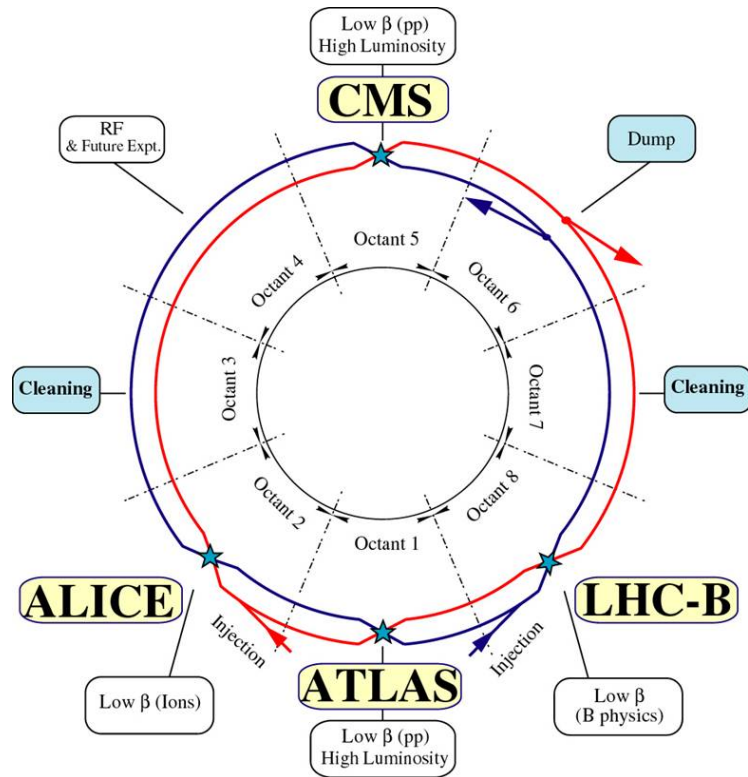 Low β (pp)
High Luminosity
CMS
RF
& Future Expt.
Dump
Octant 5
Octant 4
Octant 6
Cleaning
Octant 3
Octant 7
Cleaning
Octant 2
Octant 8
Octant 1
ALICE
LHC-B
Injection
Injection
ATLAS
Low β (Ions)
Low β
(B physics)
Low β (pp)
High Luminosity